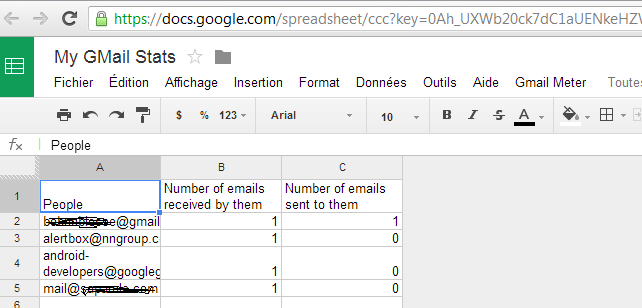 https://docs.google.com/spreadsheet/ccc?key=0Ah_UXWb20ck7dC1aUENkeHZV
My GMail Stats
Fichier Édition Affichage Insertion Format Données Outils Aide Gmail Meter Toutes
$ % 123 Arial 10 B I S A
fx People
A B C
1 People Number of emails received by them Number of emails sent to them
2 @gmail 1 1
3 alertbox@nngroup.c 1 0
4 android-developers@googleg 1 0
5 mail@ .com 1 0
6